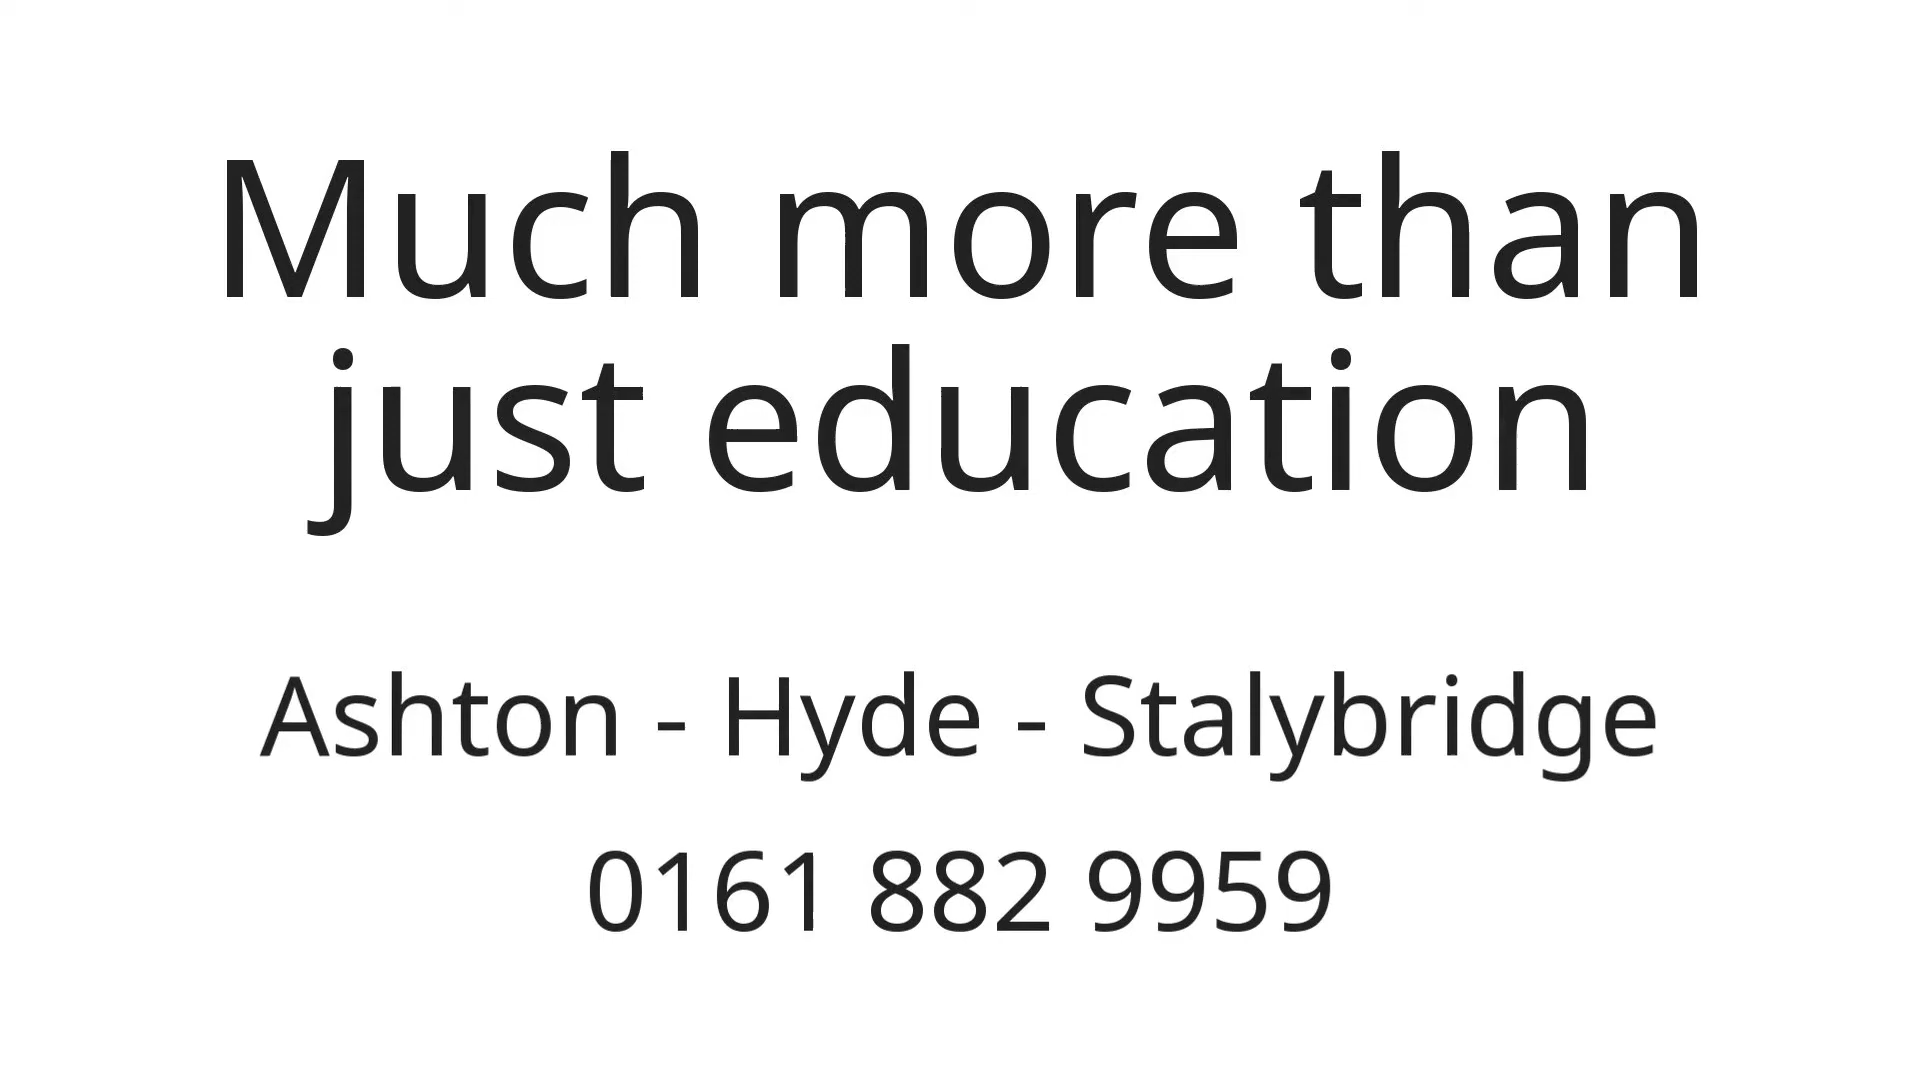 Much more than
just education
Ashton - Hyde - Stalybridge
0161 882 9959